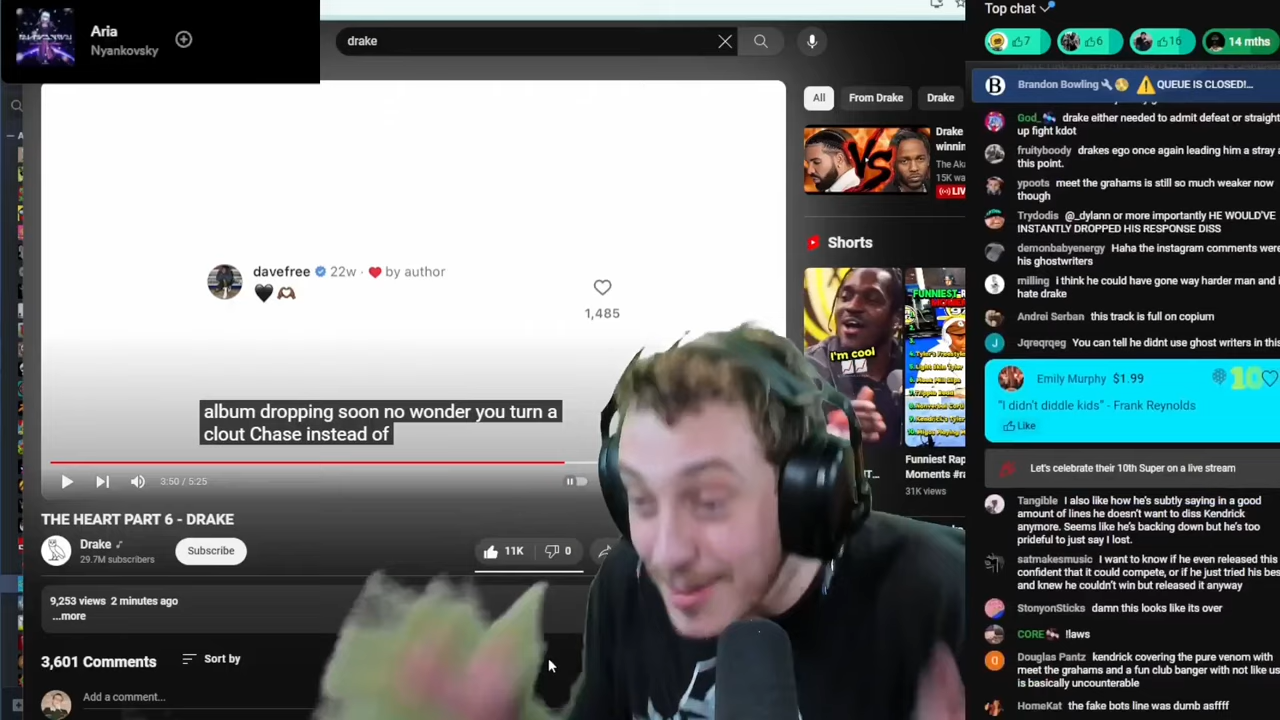 Aria
Nyankovsky
drake
davefree 22w · by author
1,485
album dropping soon no wonder you turn a
clout Chase instead of
3:50 / 5:25
THE HEART PART 6 - DRAKE
Drake
29.7M subscribers
Subscribe
11K
0
9,253 views 2 minutes ago
...more
3,601 Comments
Sort by
Add a comment...
All
From Drake
Drake
Drake
winnin
The Aka
15K wa
LIV
VS
Shorts
I'm cool
FUNNIEST R
Funniest Rap
Moments #ra
31K views
Top chat
7
6
16
14 mths
Brandon Bowling QUEUE IS CLOSED!...
God_ drake either needed to admit defeat or straight
up fight kdot
fruityboody drakes ego once again leading him a stray a
this point.
ypoots meet the grahams is still so much weaker now
though
Trydodis @_dylann or more importantly HE WOULD'VE
INSTANTLY DROPPED HIS RESPONSE DISS
demonbabyenergy Haha the instagram comments were
his ghostwriters
milling i think he could have gone way harder man and i
hate drake
Andrei Serban this track is full on copium
J
Jqreqrqeg You can tell he didnt use ghost writers in this
Emily Murphy $1.99
10
"I didn't diddle kids" - Frank Reynolds
Like
Let's celebrate their 10th Super on a live stream
Tangible I also like how he's subtly saying in a good
amount of lines he doesn't want to diss Kendrick
anymore. Seems like he's backing down but he's too
prideful to just say I lost.
satmakesmusic I want to know if he even released this
confident that it could compete, or if he just tried his bes
and knew he couldn't win but released it anyway
StonyonSticks damn this looks like its over
CORE !laws
Douglas Pantz kendrick covering the pure venom with
meet the grahams and a fun club banger with not like us
is basically uncounterable
HomeKat the fake bots line was dumb asffff